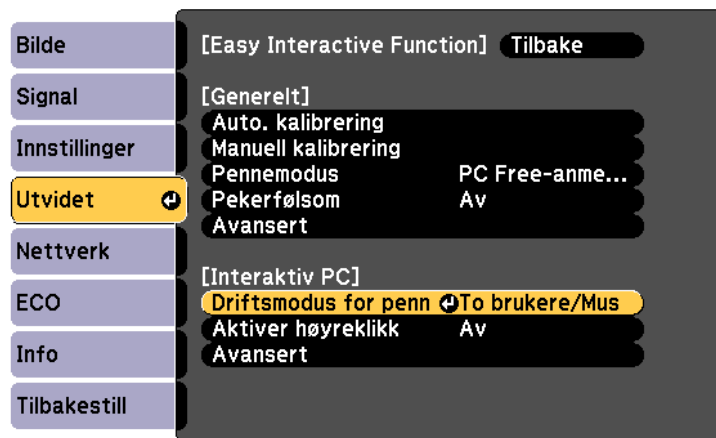 Bilde
Signal
Innstillinger
Utvidet
Nettverk
ECO
Info
Tilbakestill
[Easy Interactive Function] Tilbake
[Generelt]
Auto. kalibrering
Manuell kalibrering
Pennemodus PC Free-anme...
Pekerfølsom Av
Avansert
[Interaktiv PC]
Driftsmodus for penn To brukere/Mus
Aktiver høyreklikk Av
Avansert